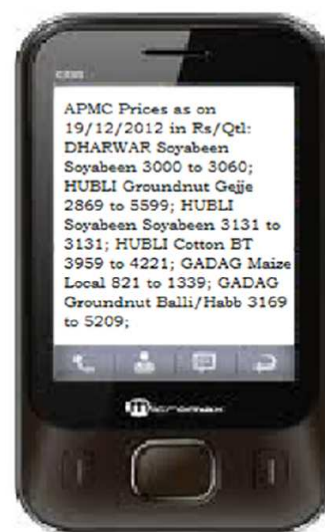 APMC Prices as on
19/12/2012 in Rs/Qtl:
DHARWAR Soyabeen
Soyabeen 3000 to 3060;
HUBLI Groundnut Gejje
2869 to 5599; HUBLI
Soyabeen Soyabeen 3131 to
3131; HUBLI Cotton BT
3959 to 4221; GADAG Maize
Local 821 to 1339; GADAG
Groundnut Balli/Habb 3169
to 5209;
Micromax